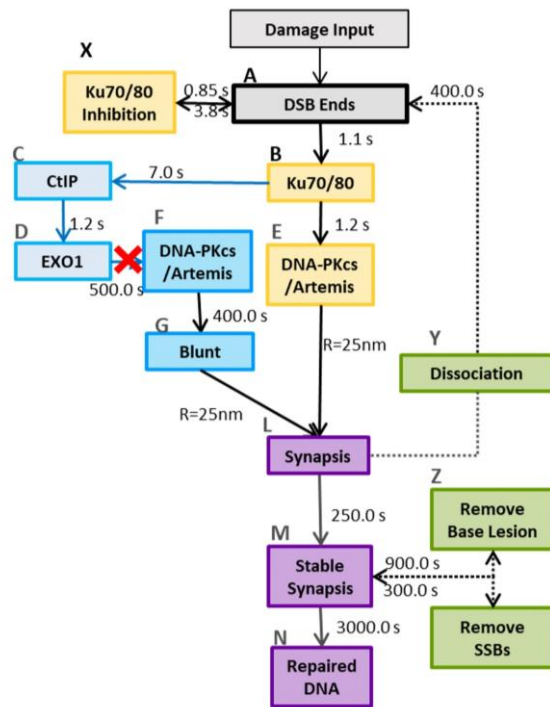 Damage Input
X
A
Ku70/80
Inhibition
0.85 s
3.8 s
DSB Ends
400.0 s
1.1 s
C
CtIP
7.0 s
B
Ku70/80
1.2 s
D
EXO1
500.0 s
F
DNA-PKcs
/Artemis
1.2 s
E
DNA-PKcs
/Artemis
400.0 s
G
Blunt
R=25nm
R=25nm
Y
Dissociation
L
Synapsis
250.0 s
Z
Remove
Base Lesion
M
Stable
Synapsis
900.0 s
300.0 s
Remove
SSBs
3000.0 s
N
Repaired
DNA